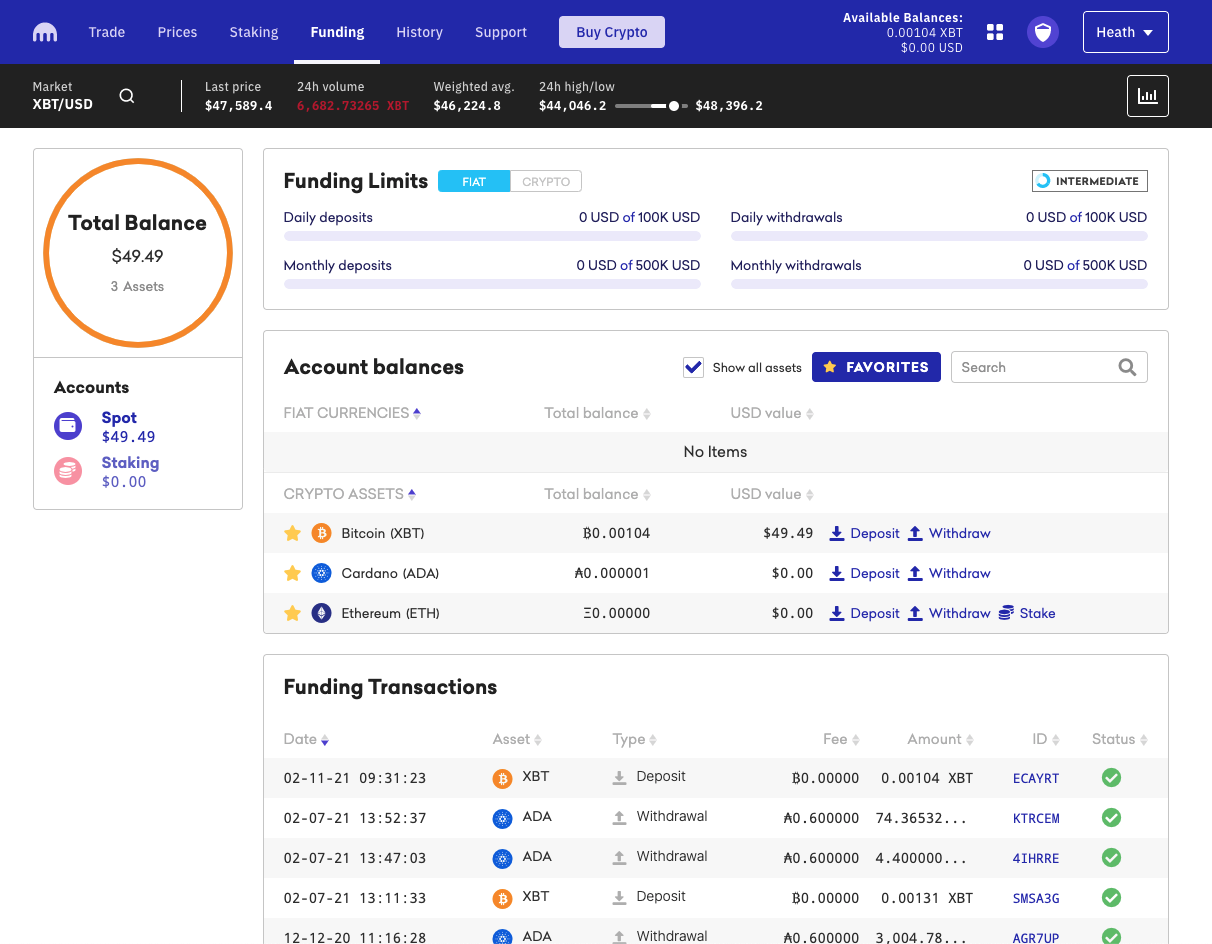 Trade Prices Staking Funding History Support Buy Crypto
Available Balances:
0.00104 XBT
$0.00 USD
Heath
Market
XBT/USD
Last price
$47,589.4
24h volume
6,682.73265 XBT
Weighted avg.
$46,224.8
24h high/low
$44,046.2 $48,396.2
Total Balance
$49.49
3 Assets
Accounts
Spot
$49.49
Staking
$0.00
Funding Limits FIAT CRYPTO INTERMEDIATE
Daily deposits 0 USD of 100K USD
Daily withdrawals 0 USD of 100K USD
Monthly deposits 0 USD of 500K USD
Monthly withdrawals 0 USD of 500K USD
Account balances Show all assets FAVORITES Search
FIAT CURRENCIES Total balance USD value
No Items
CRYPTO ASSETS Total balance USD value
Bitcoin (XBT) ₿0.00104 $49.49 Deposit Withdraw
Cardano (ADA) ₳0.000001 $0.00 Deposit Withdraw
Ethereum (ETH) Ξ0.00000 $0.00 Deposit Withdraw Stake
Funding Transactions
Date Asset Type Fee Amount ID Status
02-11-21 09:31:23 XBT Deposit ₿0.00000 0.00104 XBT ECAYRT
02-07-21 13:52:37 ADA Withdrawal ₳0.600000 74.36532... KTRCEM
02-07-21 13:47:03 ADA Withdrawal ₳0.600000 4.400000... 4IHRRE
02-07-21 13:11:33 XBT Deposit ₿0.00000 0.00131 XBT SMSA3G
12-12-20 11:16:28 ADA Withdrawal ₳0.600000 3,004.78... AGR7UP